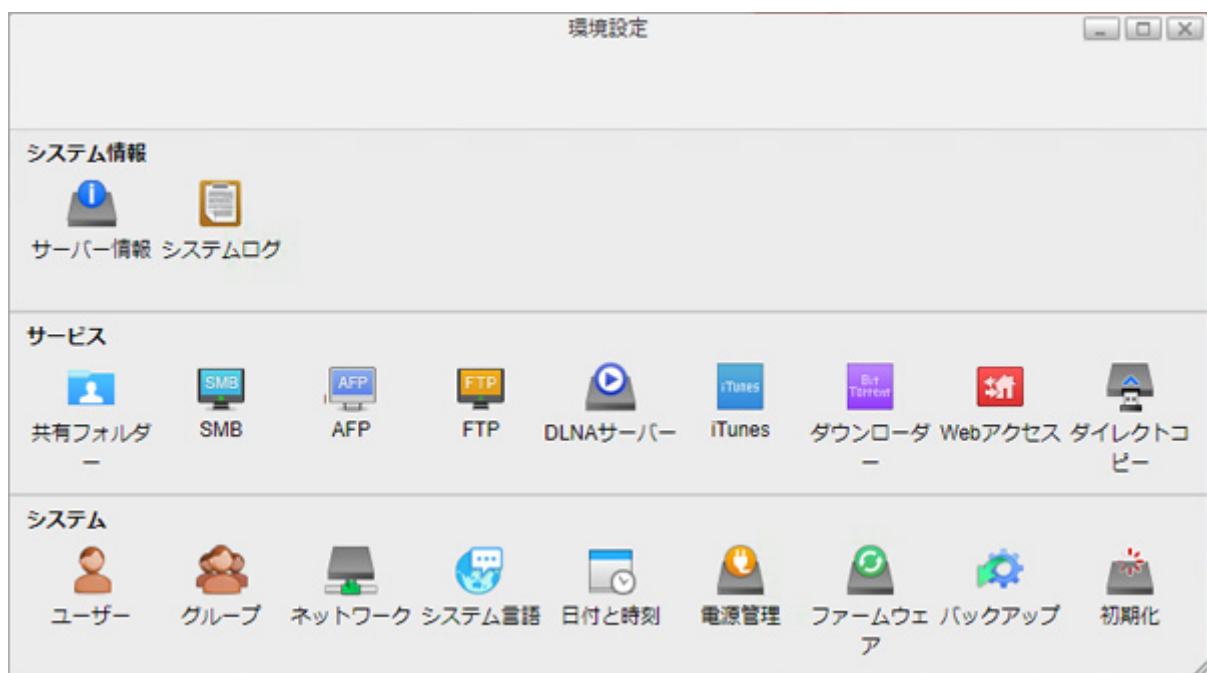 環境設定
システム情報
サーバー情報 システムログ
サービス
SMB AFP FTP iTunes Bit
Torrent
共有フォルダ SMB AFP FTP DLNAサーバー iTunes ダウンローダ Webアクセス ダイレクトコ
ー ー ピー
システム
ユーザー グループ ネットワーク システム言語 日付と時刻 電源管理 ファームウェ バックアップ 初期化
ア